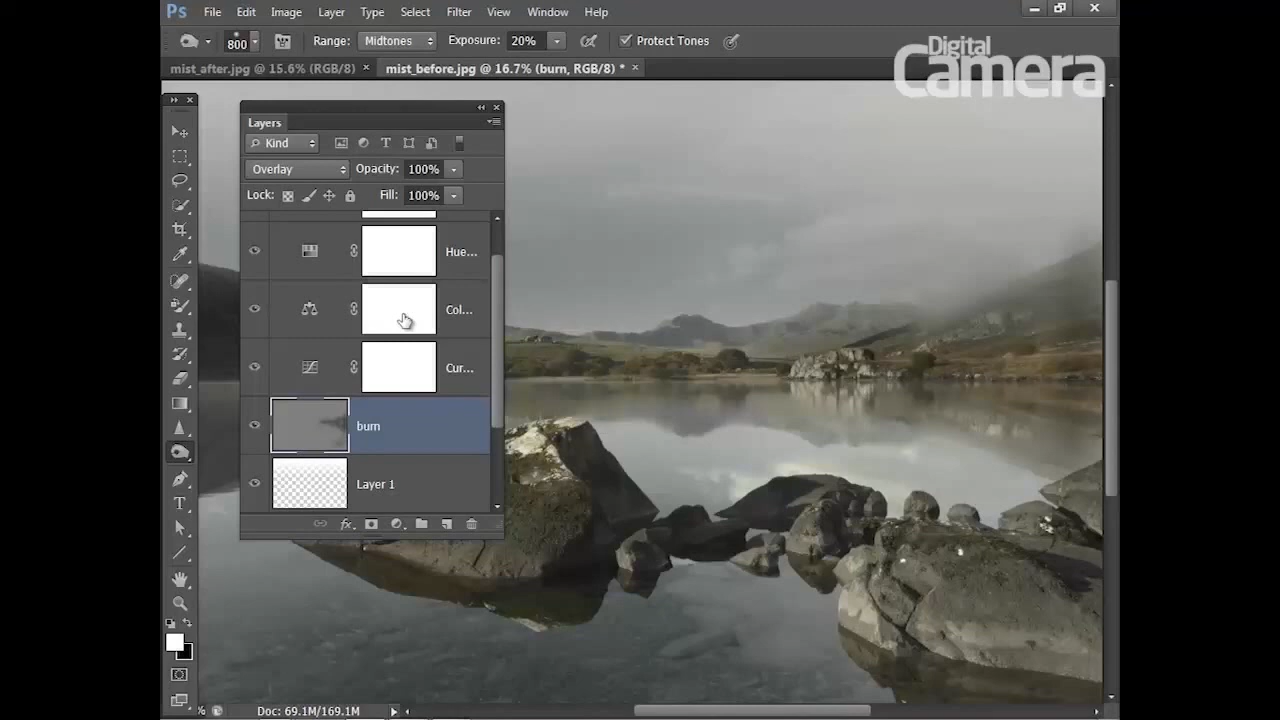 Ps File Edit Image Layer Type Select Filter View Window Help
800 Range: Midtones Exposure: 20% Protect Tones
mist_after.jpg @ 15.6% (RGB/8) × mist_before.jpg @ 16.7% (burn, RGB/8) * ×
Digital
Camera
Layers
Kind
Overlay Opacity: 100%
Lock: Fill: 100%
Hue...
Col...
Cur...
burn
Layer 1
fx
% Doc: 69.1M/169.1M